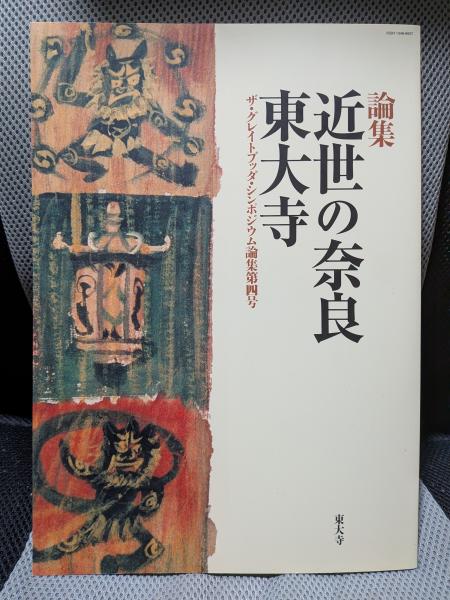 論集
近世の奈良
東大寺
ザ・グレイトブッダ・シンポジウム論集第四号
東大寺